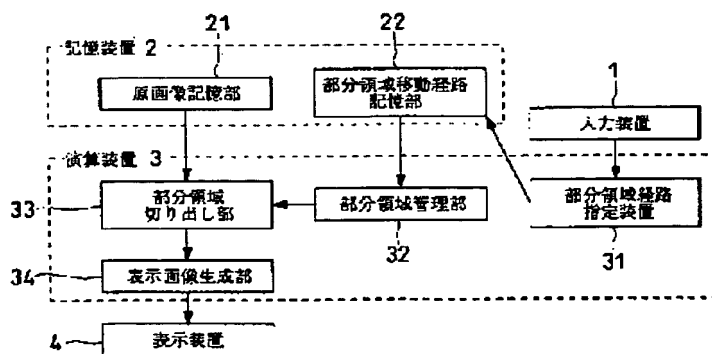 21
22
記憶装置 2
原画像記憶部
部分領域移動経路
記憶部
1
入力装置
演算装置 3
33
部分領域
切り出し部
部分領域管理部
32
部分領域経路
指定装置
31
34
表示画像生成部
4
表示装置